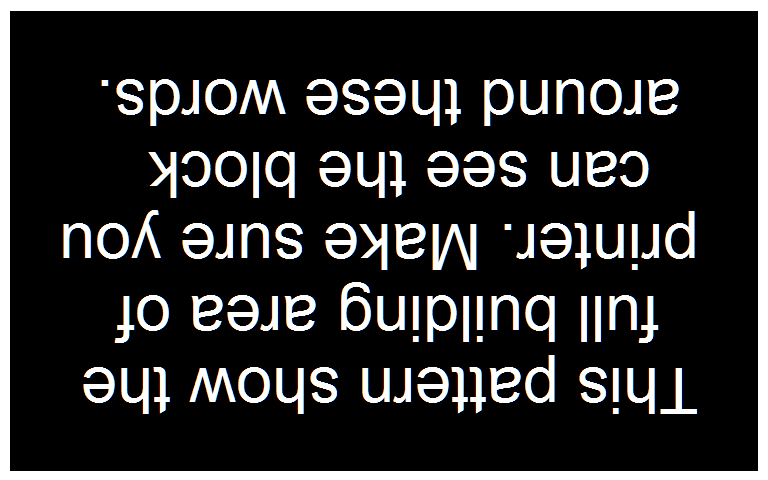 This pattern show the
full building area of
printer. Make sure you
can see the block
around these words.